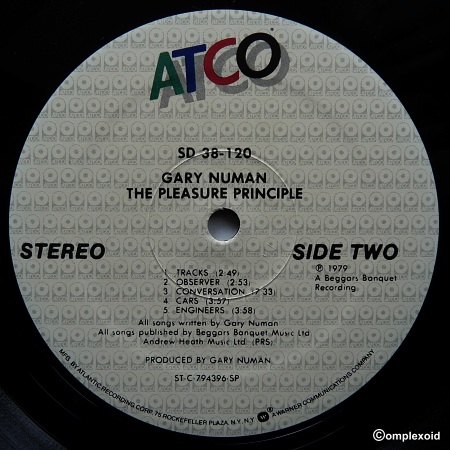 ATCO
SD 38-120
GARY NUMAN
THE PLEASURE PRINCIPLE
STEREO
SIDE TWO
℗ 1979
A Beggars Banquet
Recording.
1 TRACKS (2:49)
2 OBSERVER (2:53)
3 CONVERSATION (7:33)
4 CARS (3:57)
5 ENGINEERS (3:58)
All songs written by Gary Numan
All songs published by Beggars Banquet Music Ltd
Andrew Heath Music Ltd (PRS)
PRODUCED BY GARY NUMAN.
ST-C-794396-SP
MFG. BY ATLANTIC RECORDING CORP. 75 ROCKEFELLER PLAZA, N.Y. N.Y. A WARNER COMMUNICATIONS COMPANY
©omplexoid